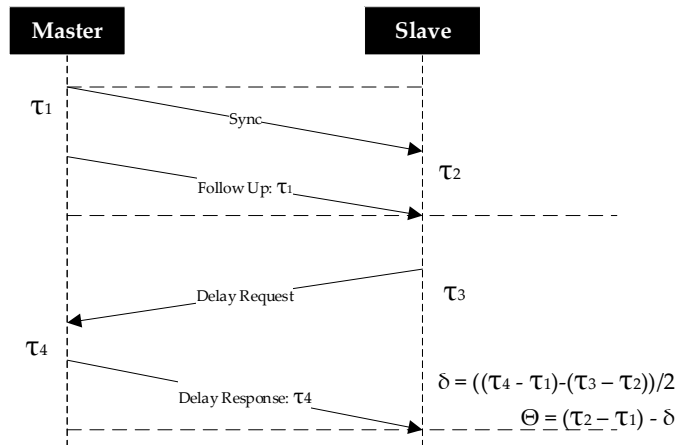 Master
Slave
τ1
Sync
τ2
Follow Up: τ1
Delay Request
τ3
τ4
Delay Response: τ4
δ = ((τ4 - τ1)-(τ3 – τ2))/2
Θ = (τ2 – τ1) - δ